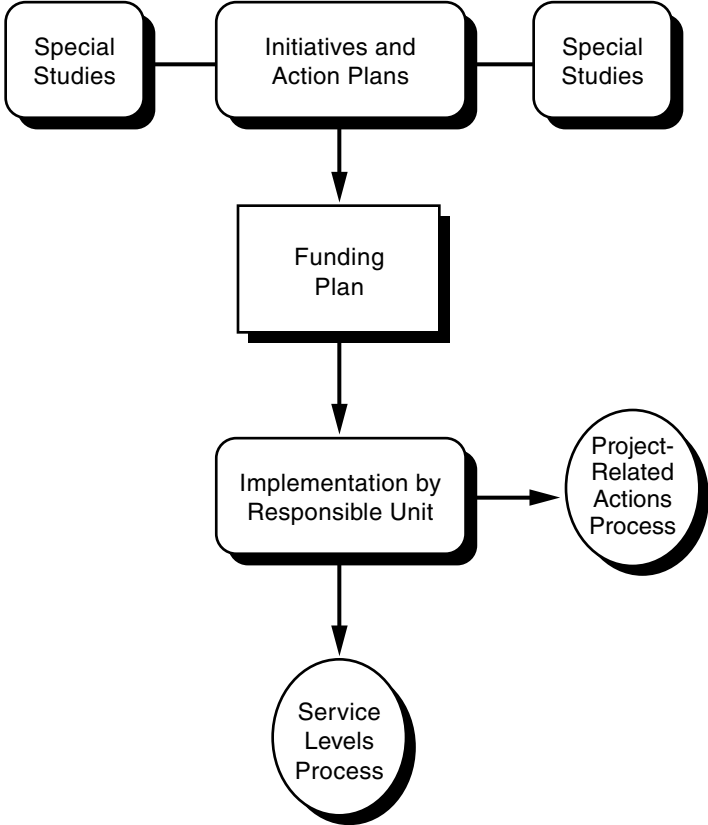 Special
Studies
Initiatives and
Action Plans
Special
Studies
Funding
Plan
Implementation by
Responsible Unit
Project-
Related
Actions
Process
Service
Levels
Process